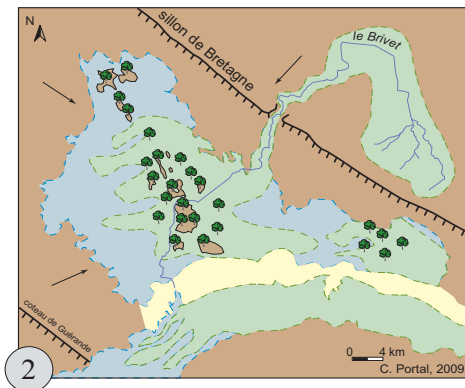 N
sillon de Bretagne
le Brivet
coteau de Guérande
0 4 km
C. Portal, 2009
2